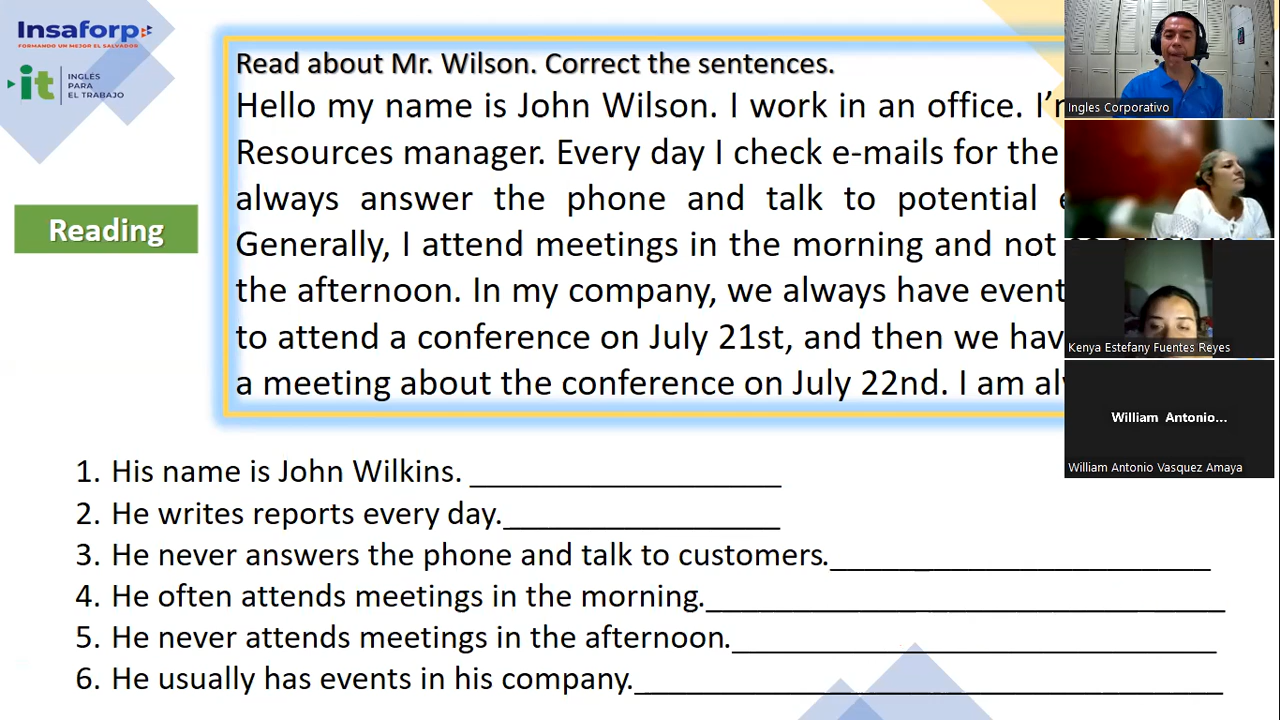 Insaforp
FORMANDO UN MEJOR EL SALVADOR
it INGLÉS
PARA
EL TRABAJO
Reading
Read about Mr. Wilson. Correct the sentences.
Hello my name is John Wilson. I work in an office.
Resources manager. Every day I check e-mails for the
always answer the phone and talk to potential
Generally, I attend meetings in the morning and not
the afternoon. In my company, we always have
to attend a conference on July 21st, and then we
a meeting about the conference on July 22nd. I am
1. His name is John Wilkins.
2. He writes reports every day.
3. He never answers the phone and talk to customers.
4. He often attends meetings in the morning.
5. He never attends meetings in the afternoon.
6. He usually has events in his company.
Ingles Corporativo
Kenya Estefany Fuentes Reyes
William Antonio...
William Antonio Vasquez Amaya